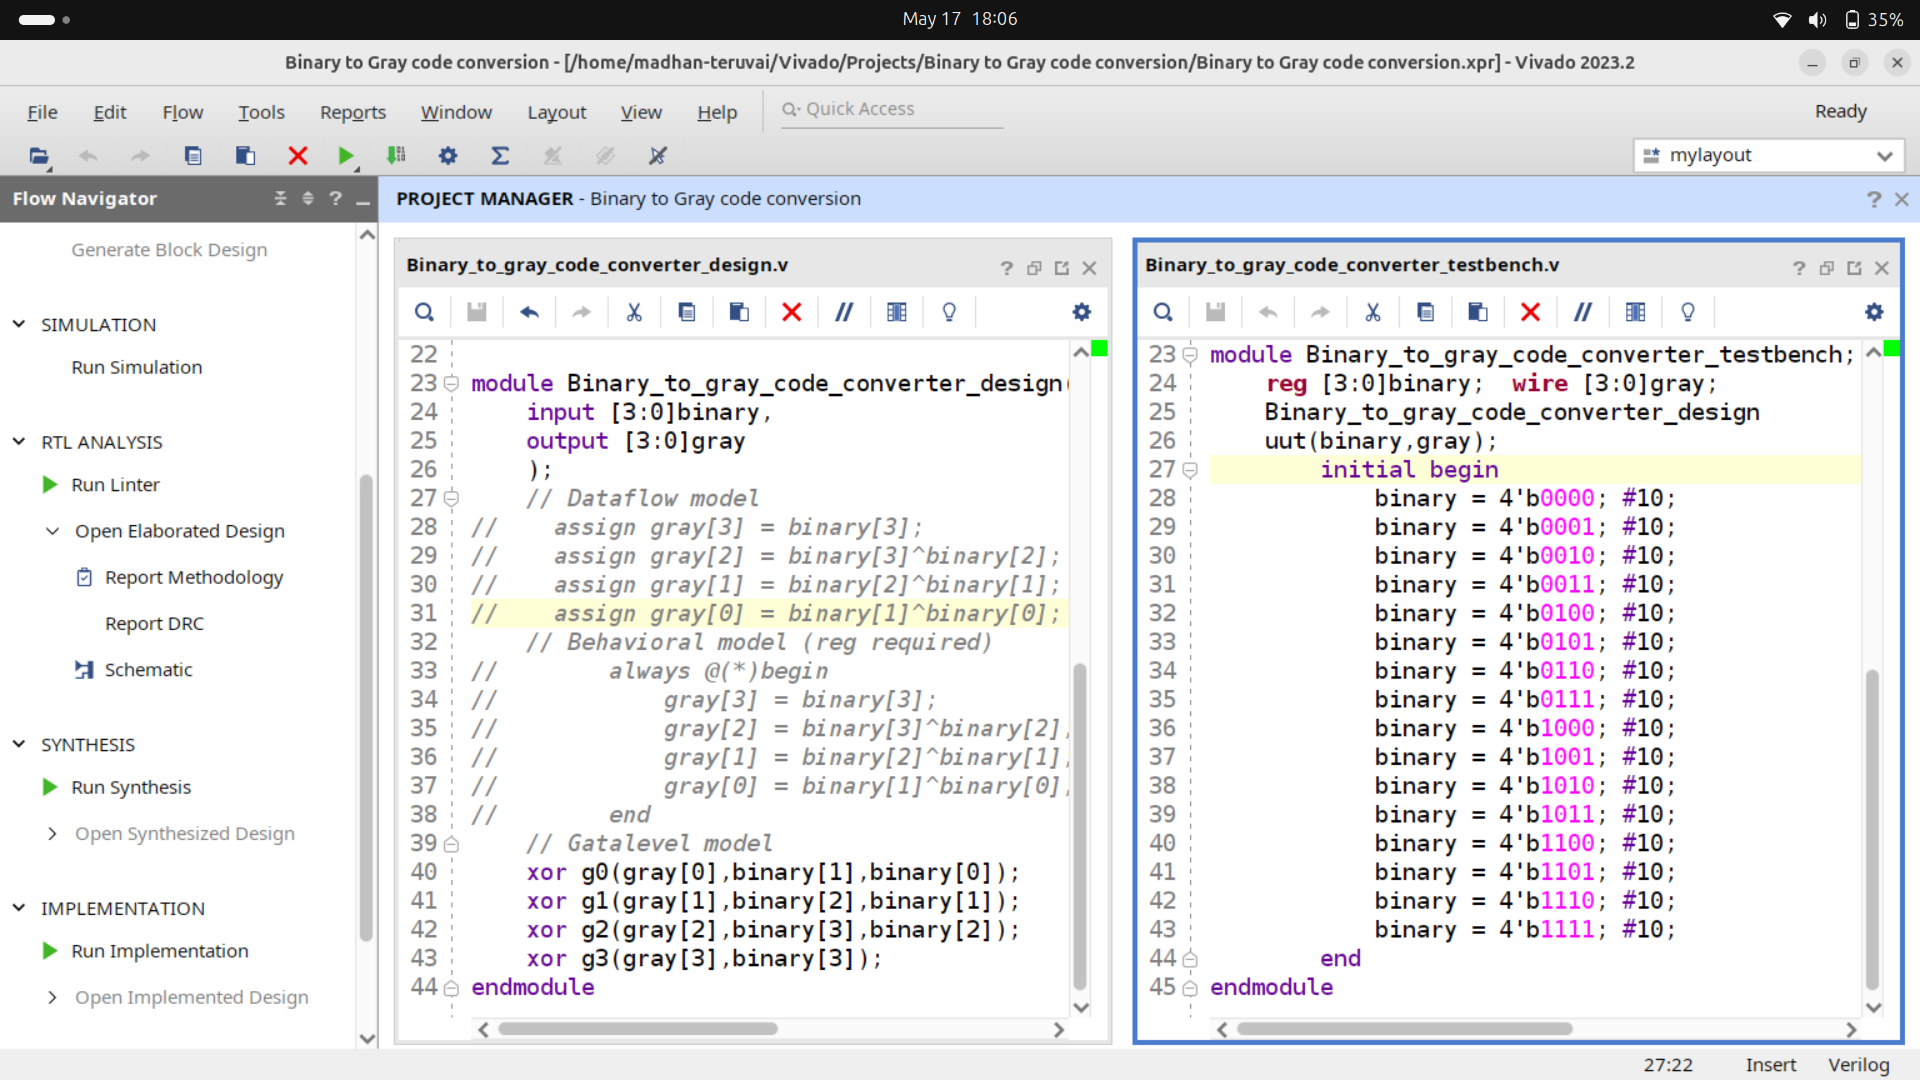 May 17  18:06
35%
Binary to Gray code conversion - [/home/madhan-teruvai/Vivado/Projects/Binary to Gray code conversion/Binary to Gray code conversion.xpr] - Vivado 2023.2
File Edit Flow Tools Reports Window Layout View Help Quick Access Ready
mylayout
Flow Navigator
Generate Block Design
SIMULATION
Run Simulation
RTL ANALYSIS
Run Linter
Open Elaborated Design
Report Methodology
Report DRC
Schematic
SYNTHESIS
Run Synthesis
Open Synthesized Design
IMPLEMENTATION
Run Implementation
Open Implemented Design
PROJECT MANAGER - Binary to Gray code conversion
Binary_to_gray_code_converter_design.v
22
23 module Binary_to_gray_code_converter_design(
24     input [3:0]binary,
25     output [3:0]gray
26     );
27     // Dataflow model
28 //    assign gray[3] = binary[3];
29 //    assign gray[2] = binary[3]^binary[2];
30 //    assign gray[1] = binary[2]^binary[1];
31 //    assign gray[0] = binary[1]^binary[0];
32     // Behavioral model (reg required)
33 //        always @(*)begin
34 //            gray[3] = binary[3];
35 //            gray[2] = binary[3]^binary[2];
36 //            gray[1] = binary[2]^binary[1];
37 //            gray[0] = binary[1]^binary[0];
38 //        end
39     // Gatalevel model
40     xor g0(gray[0],binary[1],binary[0]);
41     xor g1(gray[1],binary[2],binary[1]);
42     xor g2(gray[2],binary[3],binary[2]);
43     xor g3(gray[3],binary[3]);
44 endmodule
Binary_to_gray_code_converter_testbench.v
23 module Binary_to_gray_code_converter_testbench;
24     reg [3:0]binary;  wire [3:0]gray;
25     Binary_to_gray_code_converter_design
26     uut(binary,gray);
27         initial begin
28             binary = 4'b0000; #10;
29             binary = 4'b0001; #10;
30             binary = 4'b0010; #10;
31             binary = 4'b0011; #10;
32             binary = 4'b0100; #10;
33             binary = 4'b0101; #10;
34             binary = 4'b0110; #10;
35             binary = 4'b0111; #10;
36             binary = 4'b1000; #10;
37             binary = 4'b1001; #10;
38             binary = 4'b1010; #10;
39             binary = 4'b1011; #10;
40             binary = 4'b1100; #10;
41             binary = 4'b1101; #10;
42             binary = 4'b1110; #10;
43             binary = 4'b1111; #10;
44         end
45 endmodule
27:22 Insert Verilog